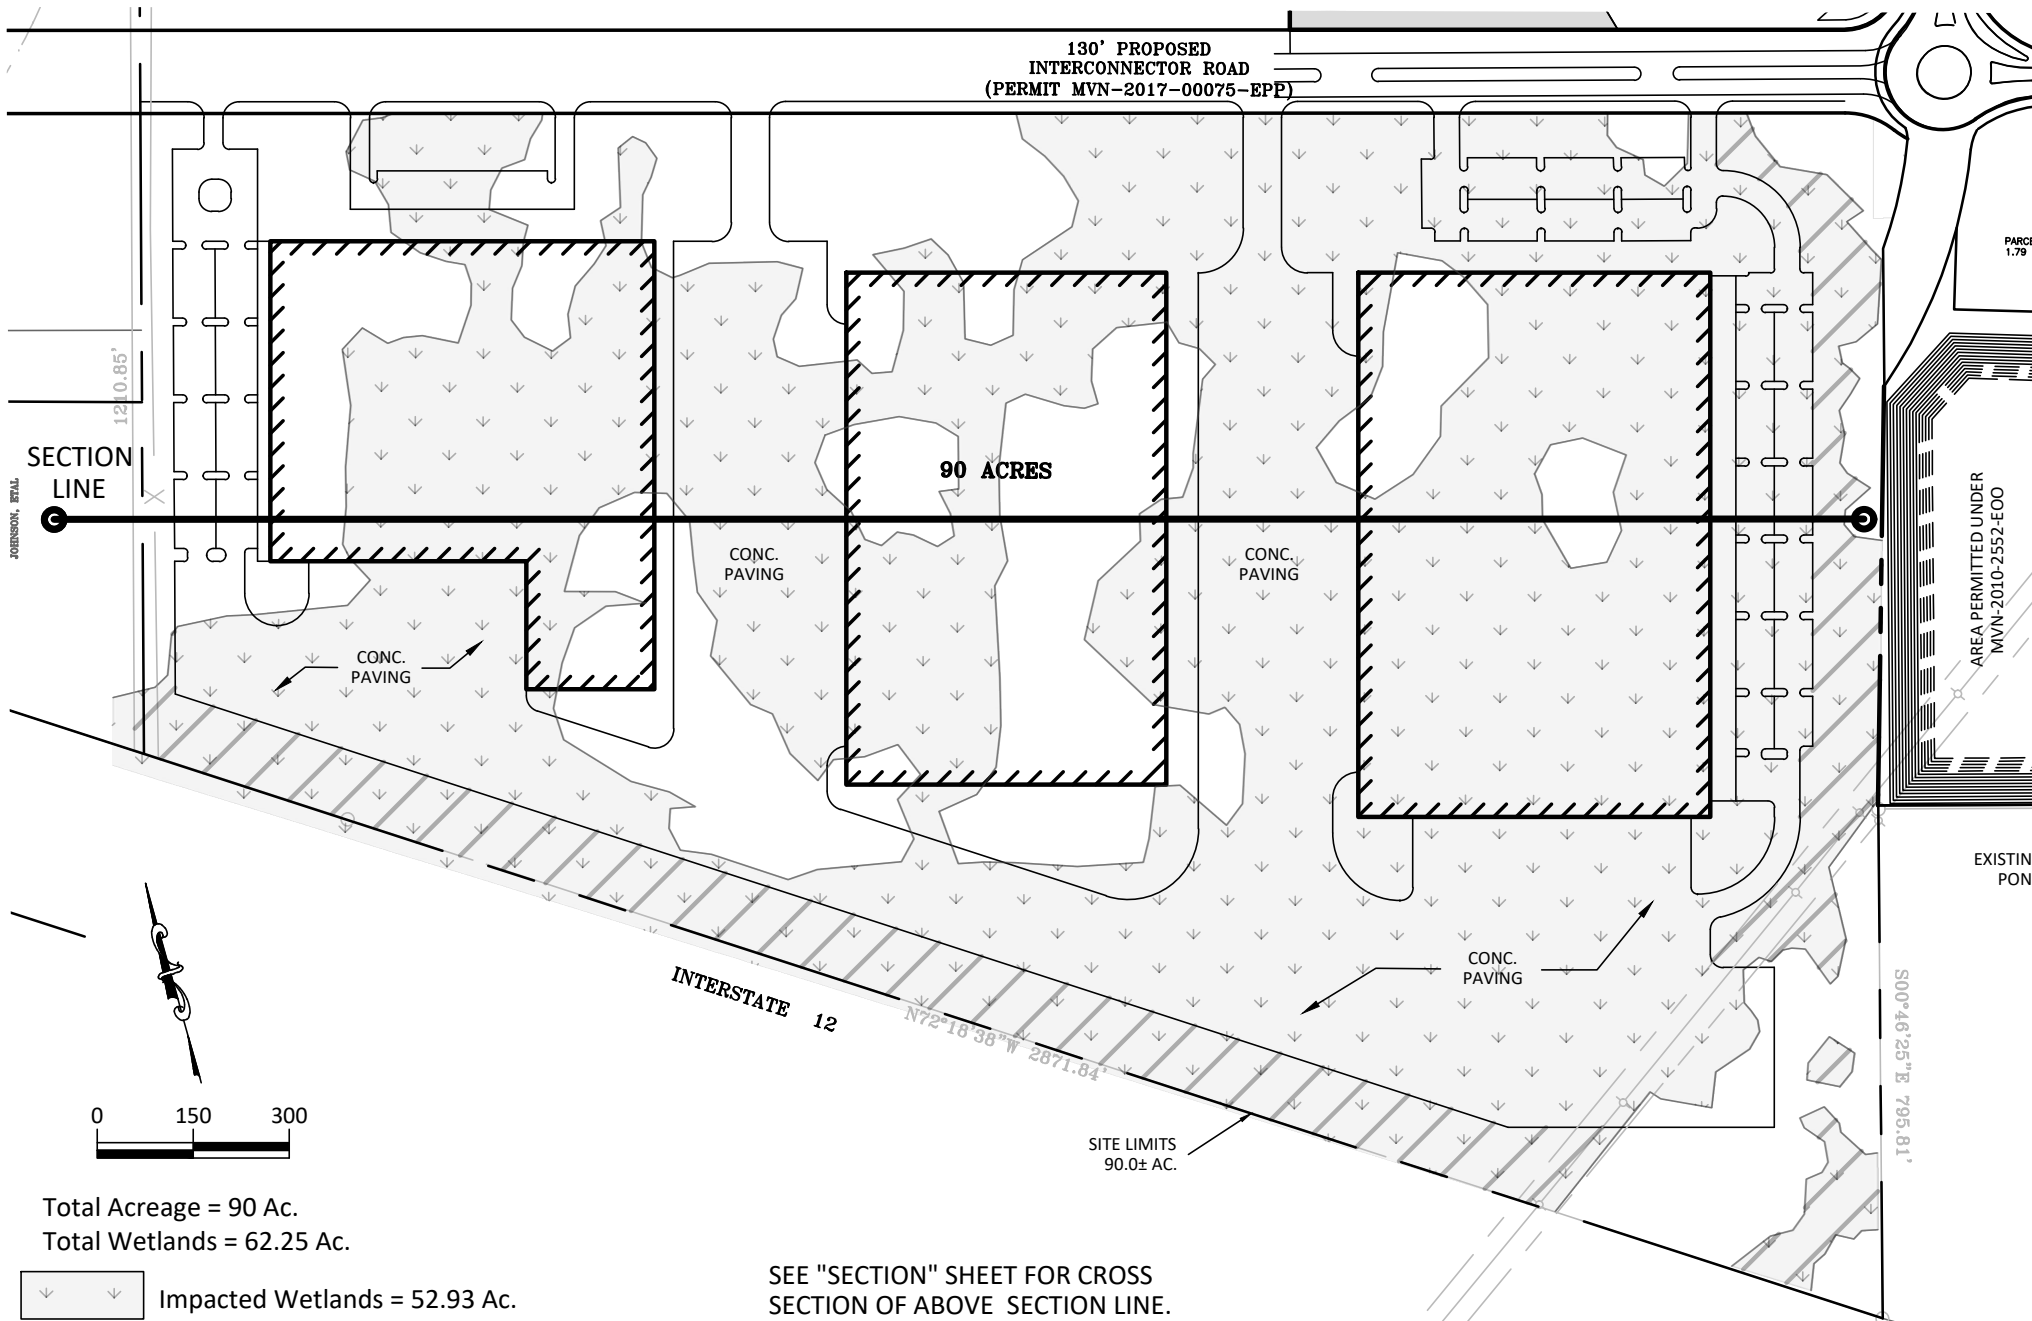 130' PROPOSED
INTERCONNECTOR ROAD
(PERMIT MVN-2017-00075-EPP)
PARCE
1.79
1210.85'
SECTION
LINE
JOHNSON, ETAL
90 ACRES
CONC.
PAVING
CONC.
PAVING
CONC.
PAVING
AREA PERMITTED UNDER
MVN-2010-2552-EOO
EXISTIN
PON
CONC.
PAVING
INTERSTATE 12
N72°18'38"W 2871.84'
S00°46'25"E 795.81'
SITE LIMITS
90.0± AC.
0 150 300
Total Acreage = 90 Ac.
Total Wetlands = 62.25 Ac.
Impacted Wetlands = 52.93 Ac.
SEE "SECTION" SHEET FOR CROSS
SECTION OF ABOVE SECTION LINE.